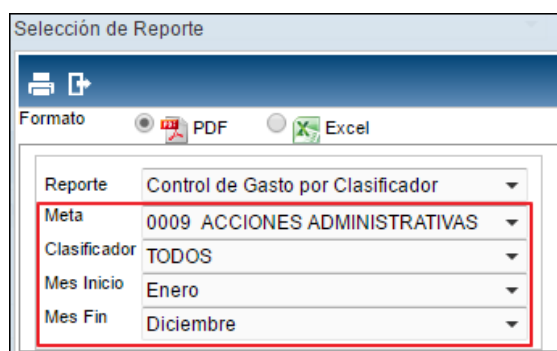 Selección de Reporte
Formato PDF Excel
Reporte Control de Gasto por Clasificador
Meta 0009 ACCIONES ADMINISTRATIVAS
Clasificador TODOS
Mes Inicio Enero
Mes Fin Diciembre